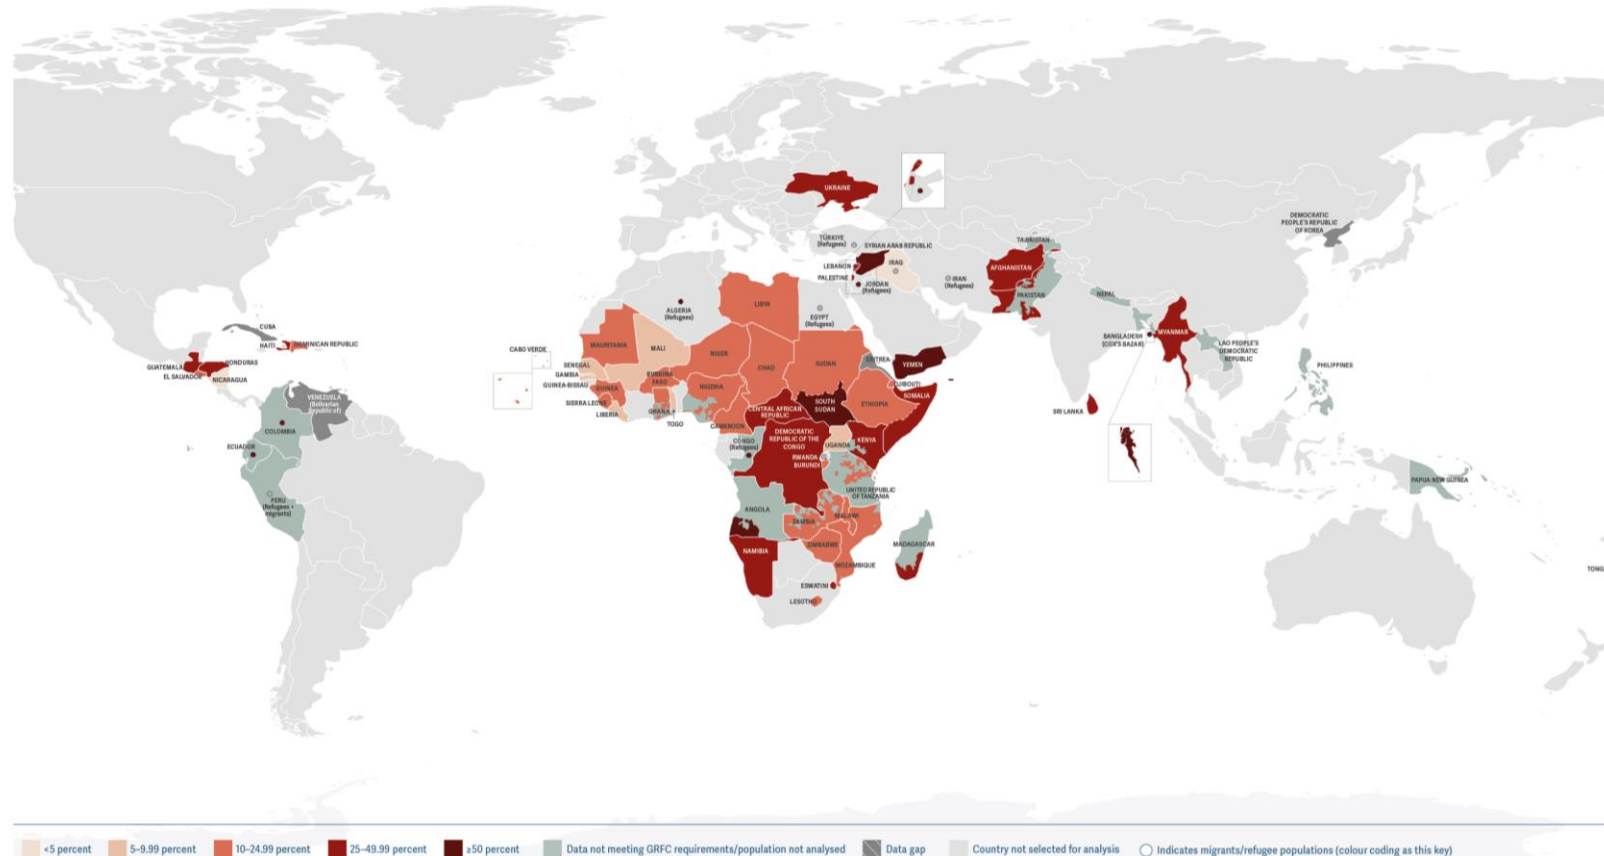 UKRAINE
DEMOCRATIC
PEOPLE'S REPUBLIC
OF KOREA
TÜRKIYE
(Refugees)
SYRIAN ARAB REPUBLIC
TAJIKISTAN
LEBANON
IRAQ
AFGHANISTAN
PALESTINE
JORDAN
(Refugees)
IRAN
(Refugees)
PAKISTAN
NEPAL
ALGERIA
(Refugees)
LIBYA
EGYPT
(Refugees)
CUBA
HAITI
DOMINICAN REPUBLIC
BANGLADESH
(COX'S BAZAR)
MYANMAR
LAO PEOPLE'S
DEMOCRATIC
REPUBLIC
CABO VERDE
MAURITANIA
MALI
NIGER
CHAD
SUDAN
ERITREA
YEMEN
GUATEMALA
HONDURAS
EL SALVADOR
NICARAGUA
SENEGAL
GAMBIA
GUINEA-BISSAU
GUINEA
BURKINA
FASO
NIGERIA
DJIBOUTI
PHILIPPINES
SIERRA LEONE
LIBERIA
GHANA
TOGO
CAMEROON
CENTRAL AFRICAN
REPUBLIC
SOUTH
SUDAN
ETHIOPIA
SOMALIA
SRI LANKA
VENEZUELA
(Bolivarian
Republic of)
COLOMBIA
ECUADOR
CONGO
(Refugees)
DEMOCRATIC
REPUBLIC OF THE
CONGO
UGANDA
KENYA
RWANDA
BURUNDI
PERU
(Refugees +
migrants)
UNITED REPUBLIC
OF TANZANIA
PAPUA NEW GUINEA
ANGOLA
ZAMBIA
MALAWI
NAMIBIA
ZIMBABWE
MOZAMBIQUE
MADAGASCAR
ESWATINI
LESOTHO
TONG
<5 percent
5–9.99 percent
10–24.99 percent
25–49.99 percent
≥50 percent
Data not meeting GRFC requirements/population not analysed
Data gap
Country not selected for analysis
Indicates migrants/refugee populations (colour coding as this key)